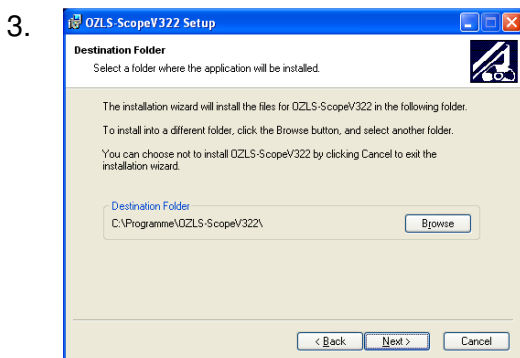 3.
OZLS-ScopeV322 Setup
Destination Folder
Select a folder where the application will be installed.
The installation wizard will install the files for OZLS-ScopeV322 in the following folder.
To install into a different folder, click the Browse button, and select another folder.
You can choose not to install OZLS-ScopeV322 by clicking Cancel to exit the
installation wizard.
Destination Folder
C:\Programme\OZLS-ScopeV322\
Browse
< Back Next > Cancel